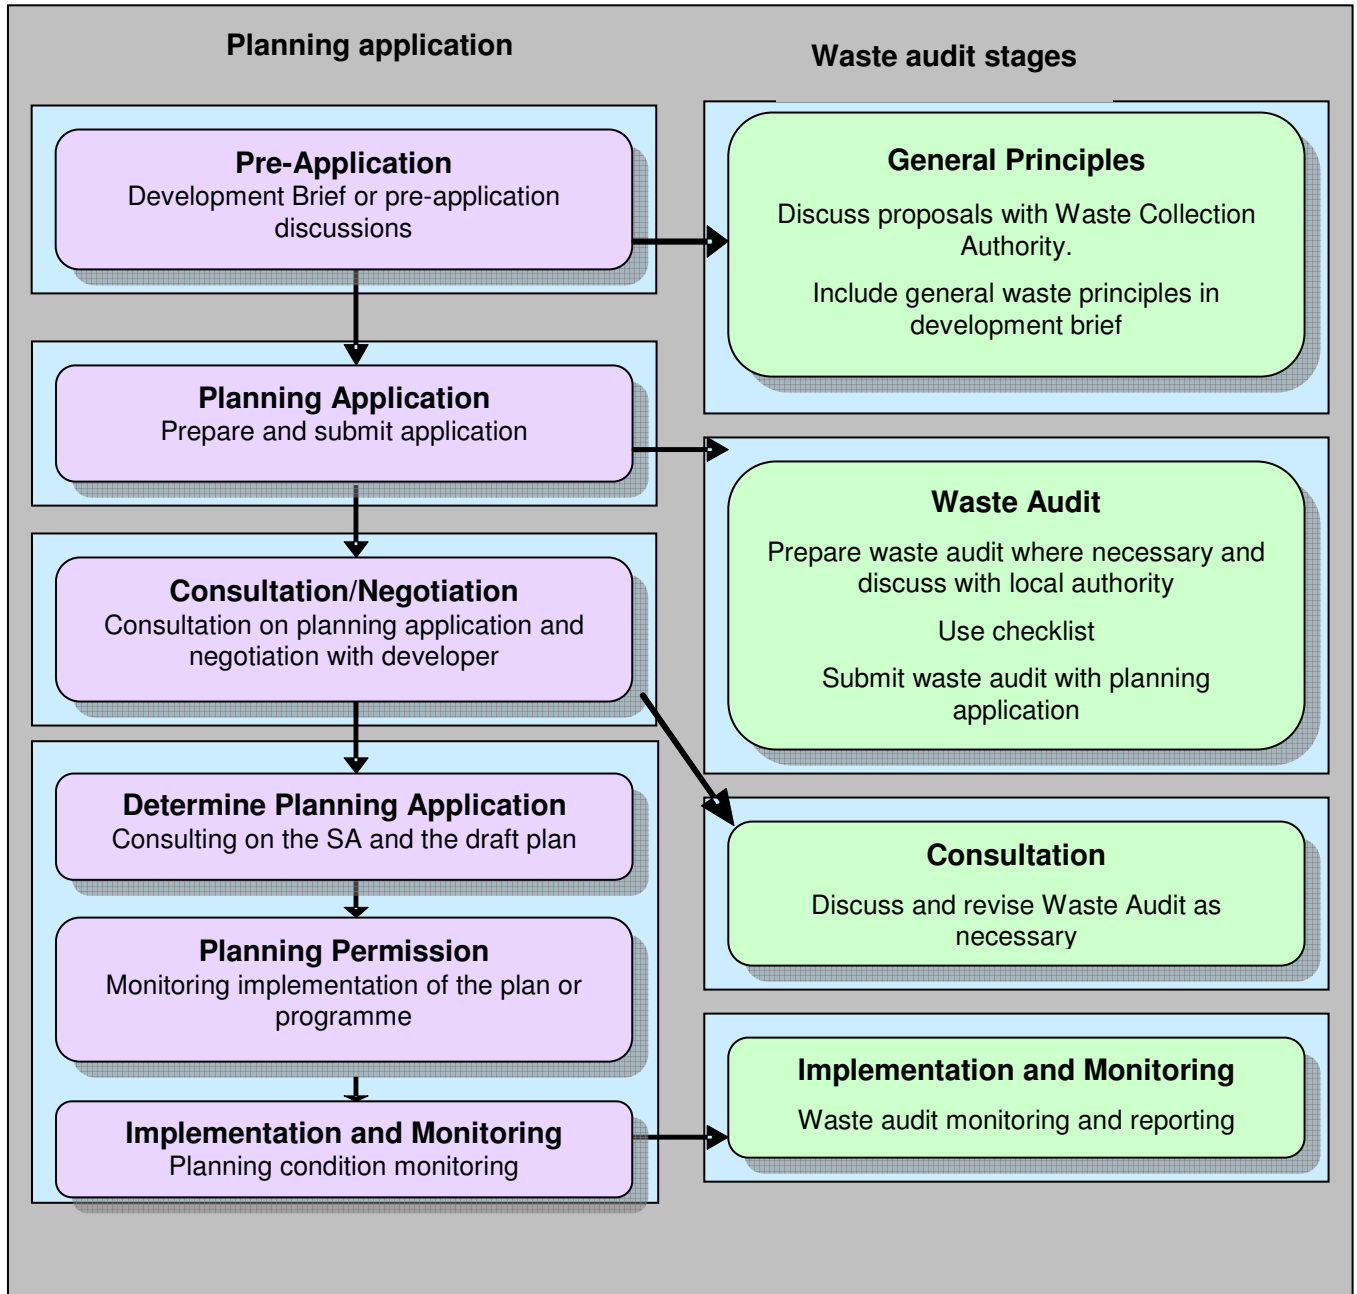 Planning application
Waste audit stages
Pre-Application
Development Brief or pre-application
discussions
General Principles
Discuss proposals with Waste Collection
Authority.
Include general waste principles in
development brief
Planning Application
Prepare and submit application
Waste Audit
Prepare waste audit where necessary and
discuss with local authority
Use checklist
Submit waste audit with planning
application
Consultation/Negotiation
Consultation on planning application and
negotiation with developer
Determine Planning Application
Consulting on the SA and the draft plan
Consultation
Discuss and revise Waste Audit as
necessary
Planning Permission
Monitoring implementation of the plan or
programme
Implementation and Monitoring
Planning condition monitoring
Implementation and Monitoring
Waste audit monitoring and reporting